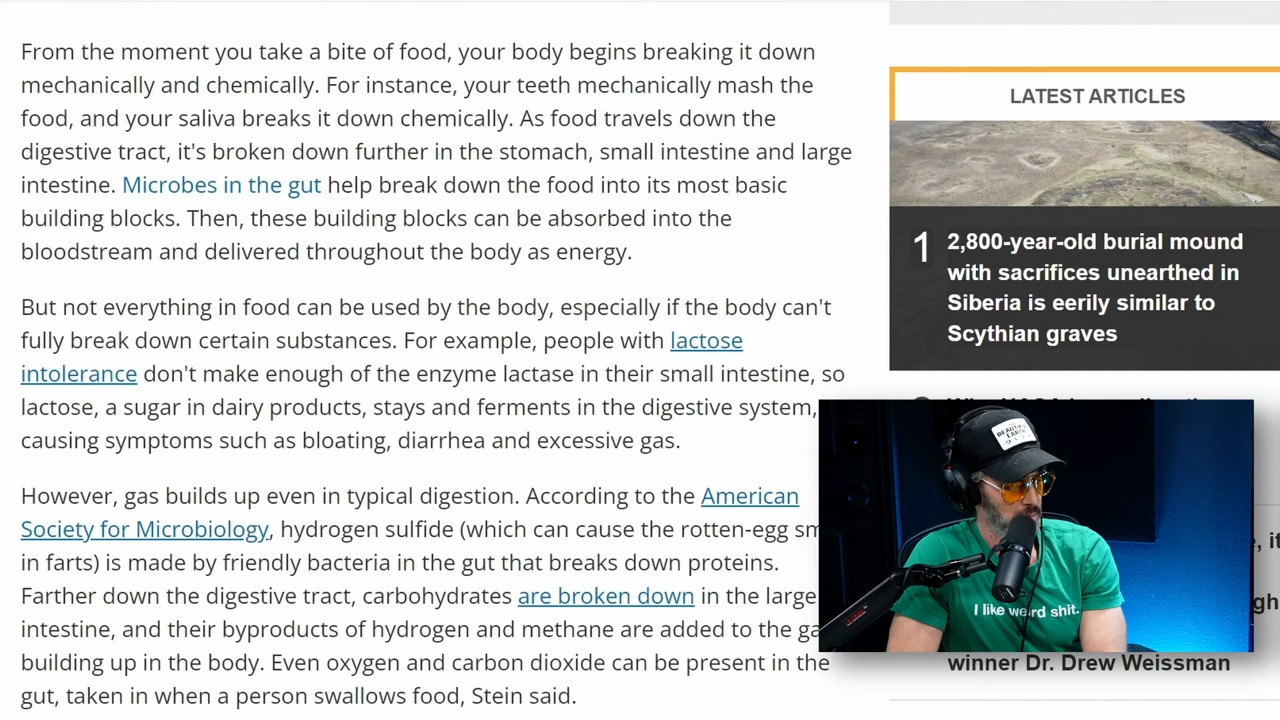 From the moment you take a bite of food, your body begins breaking it down
mechanically and chemically. For instance, your teeth mechanically mash the
food, and your saliva breaks it down chemically. As food travels down the
digestive tract, it's broken down further in the stomach, small intestine and large
intestine. Microbes in the gut help break down the food into its most basic
building blocks. Then, these building blocks can be absorbed into the
bloodstream and delivered throughout the body as energy.
But not everything in food can be used by the body, especially if the body can't
fully break down certain substances. For example, people with lactose
intolerance don't make enough of the enzyme lactase in their small intestine, so
lactose, a sugar in dairy products, stays and ferments in the digestive system,
causing symptoms such as bloating, diarrhea and excessive gas.
However, gas builds up even in typical digestion. According to the American
Society for Microbiology, hydrogen sulfide (which can cause the rotten-egg
in farts) is made by friendly bacteria in the gut that breaks down proteins.
Farther down the digestive tract, carbohydrates are broken down in the large
intestine, and their byproducts of hydrogen and methane are added to the
building up in the body. Even oxygen and carbon dioxide can be present in the
gut, taken in when a person swallows food, Stein said.
LATEST ARTICLES
1
2,800-year-old burial mound
with sacrifices unearthed in
Siberia is eerily similar to
Scythian graves
BEAUTIFUL
EARTH
I like weird shit.
winner Dr. Drew Weissman